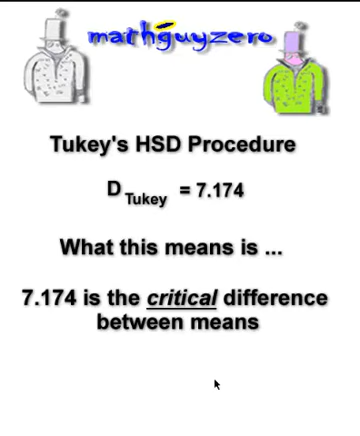 mathguyzero
Tukey's HSD Procedure
D Tukey = 7.174
What this means is ...
7.174 is the critical difference
between means